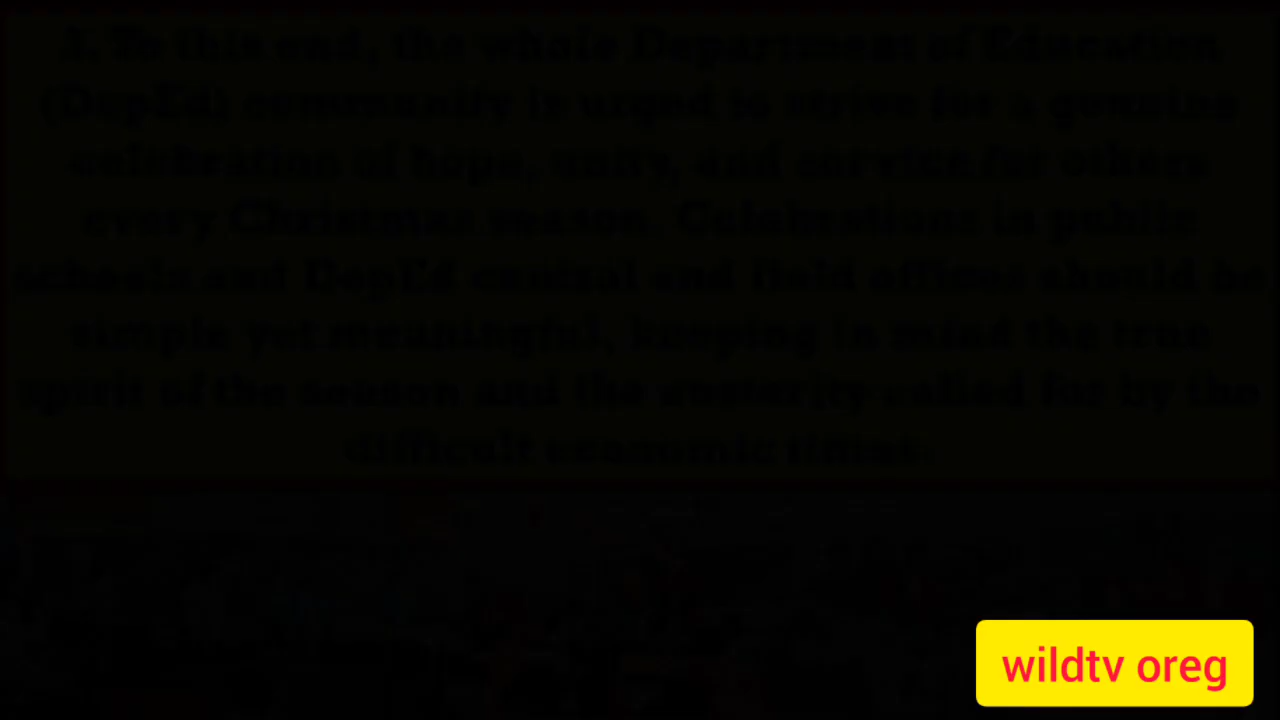 3. To this end, the whole Department of Education
(DepEd) community is urged to strive for a genuine
celebration of hope, unity, and service for others
every Christmas season. Celebrations in public
schools and DepEd central and field offices should be
simple yet meaningful, keeping in mind the true
spirit of the season and the austerity called for by the
difficult economic times.
wildtv oreg